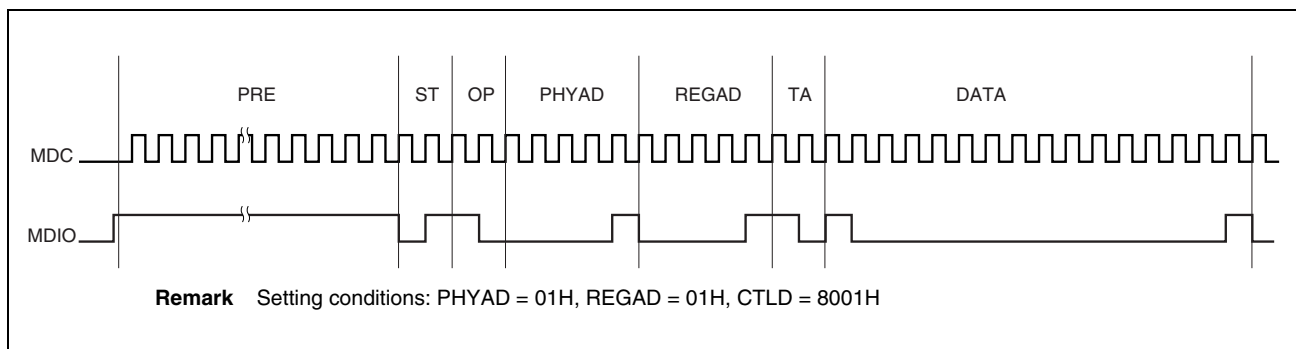 PRE ST OP PHYAD REGAD TA DATA
MDC
MDIO
Remark Setting conditions: PHYAD = 01H, REGAD = 01H, CTLD = 8001H